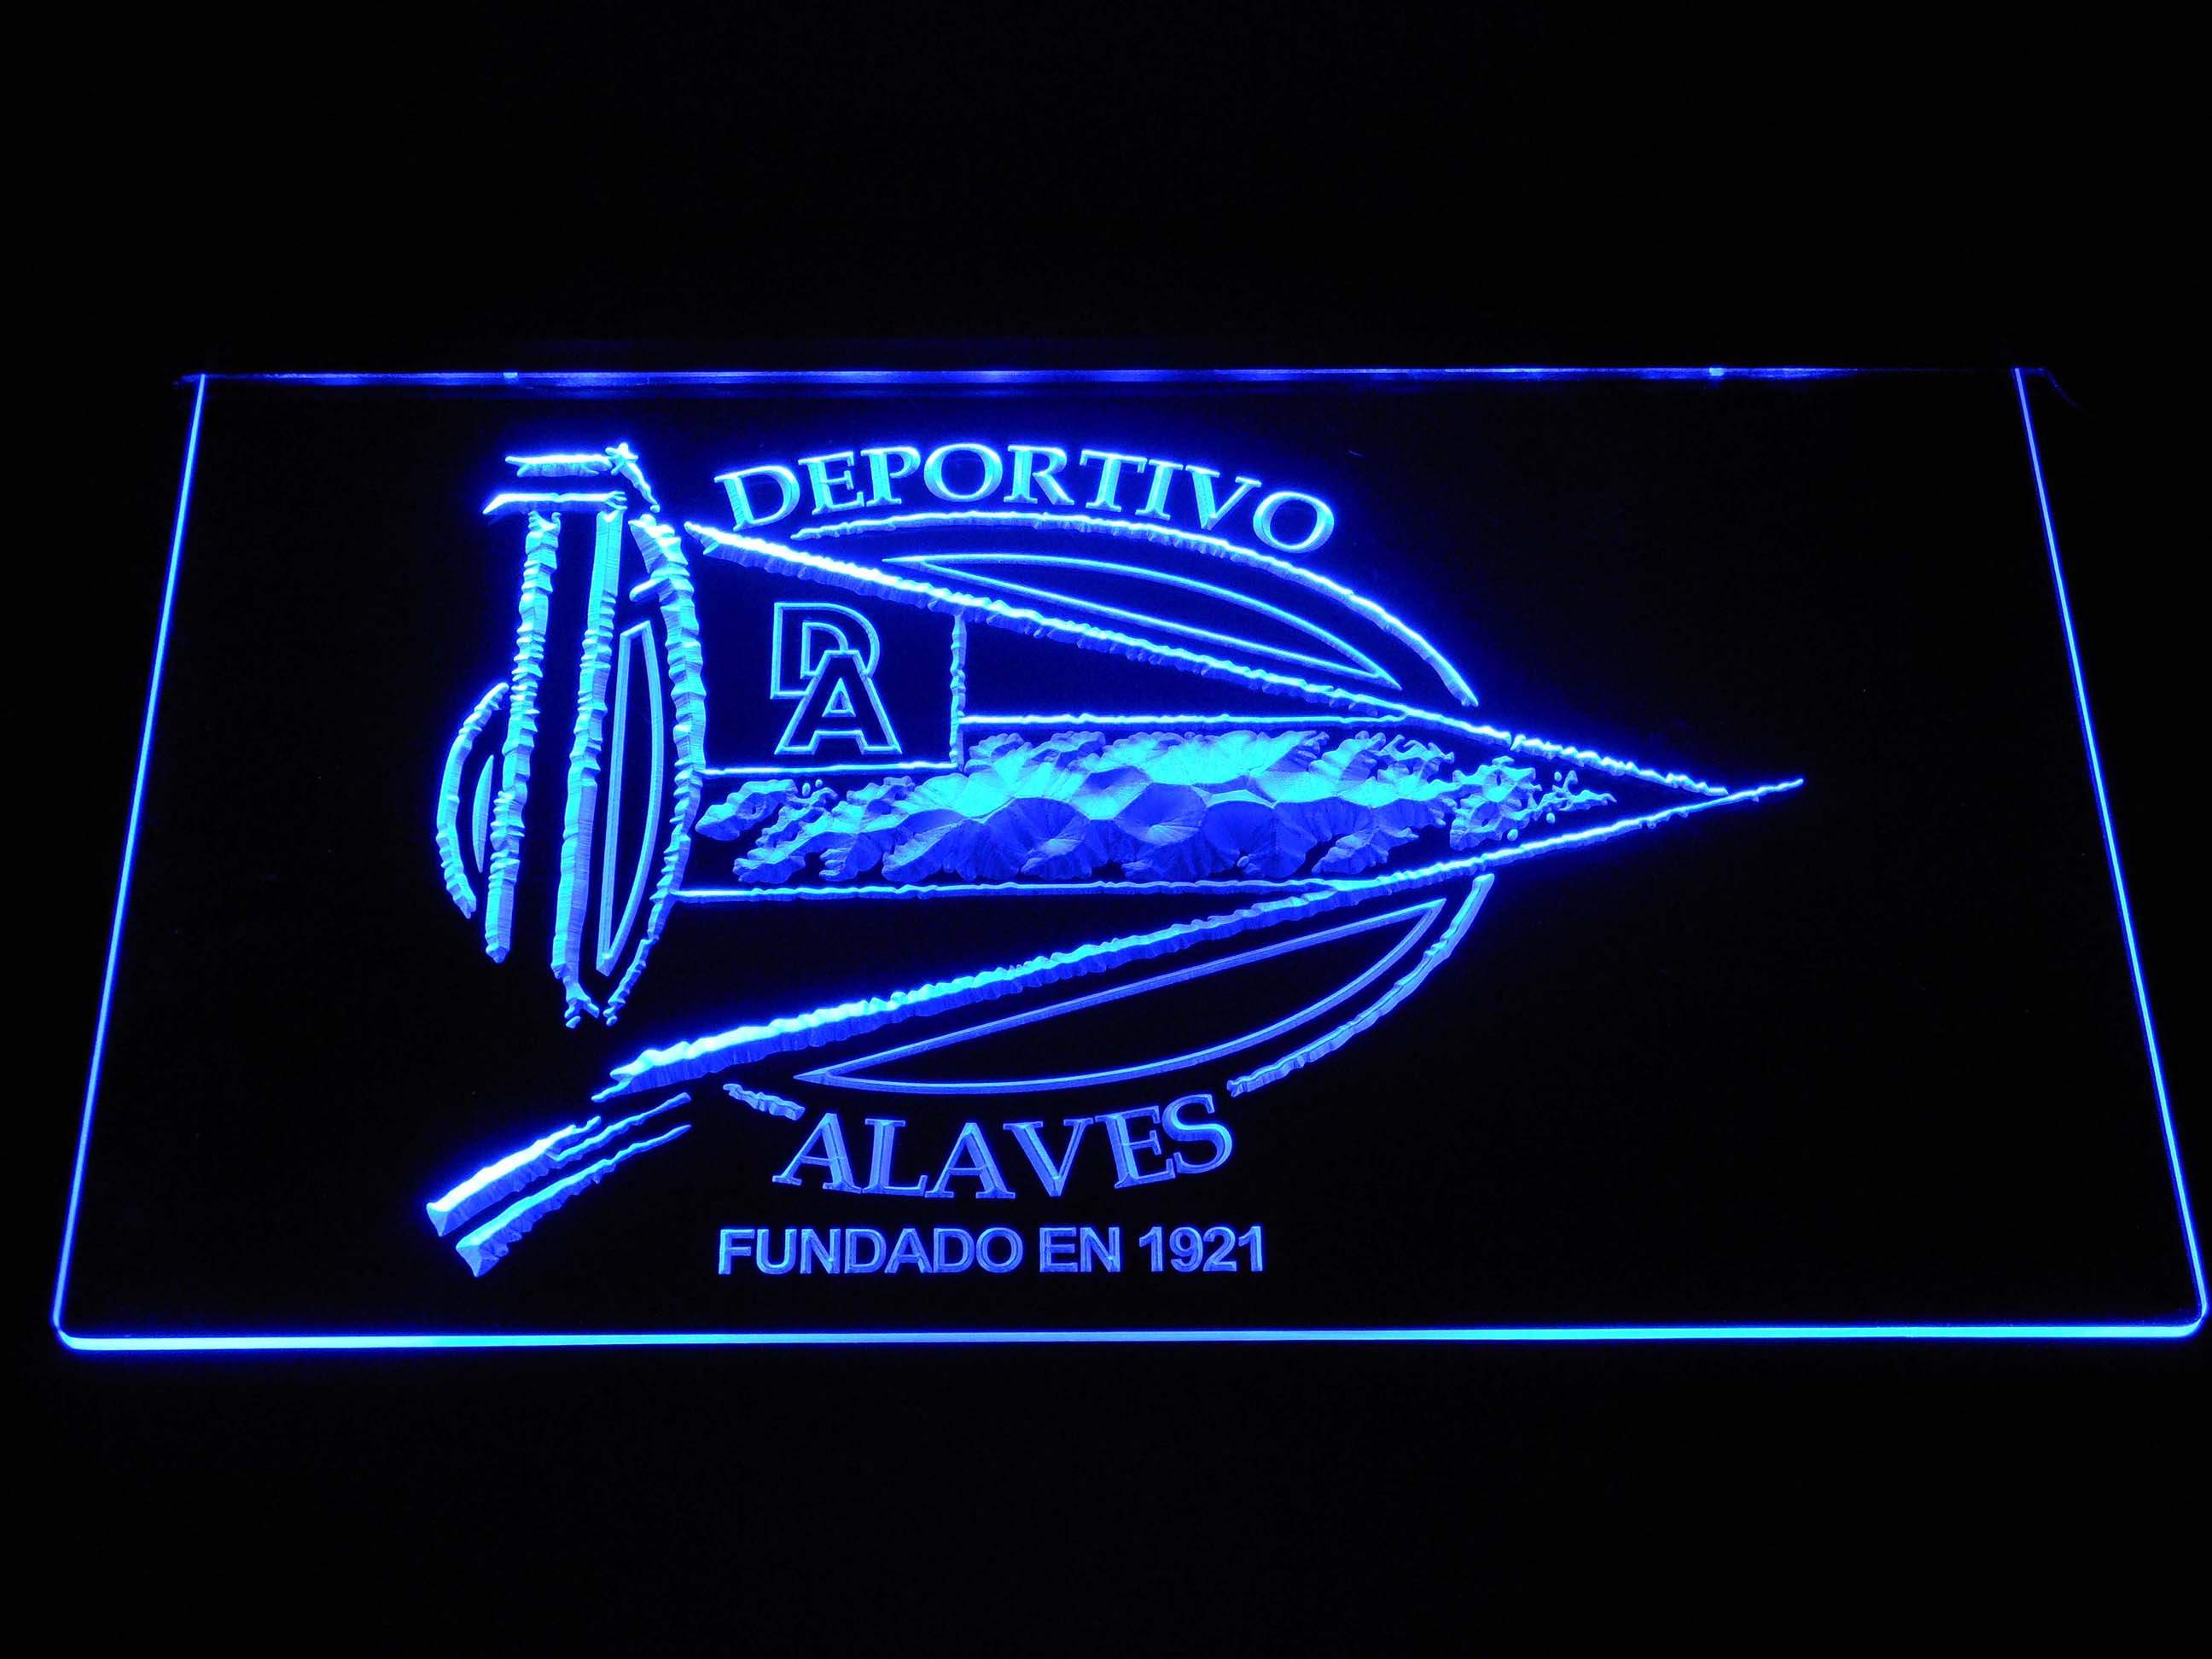 DEPORTIVO
DA
ALAVES
FUNDADO EN 1921